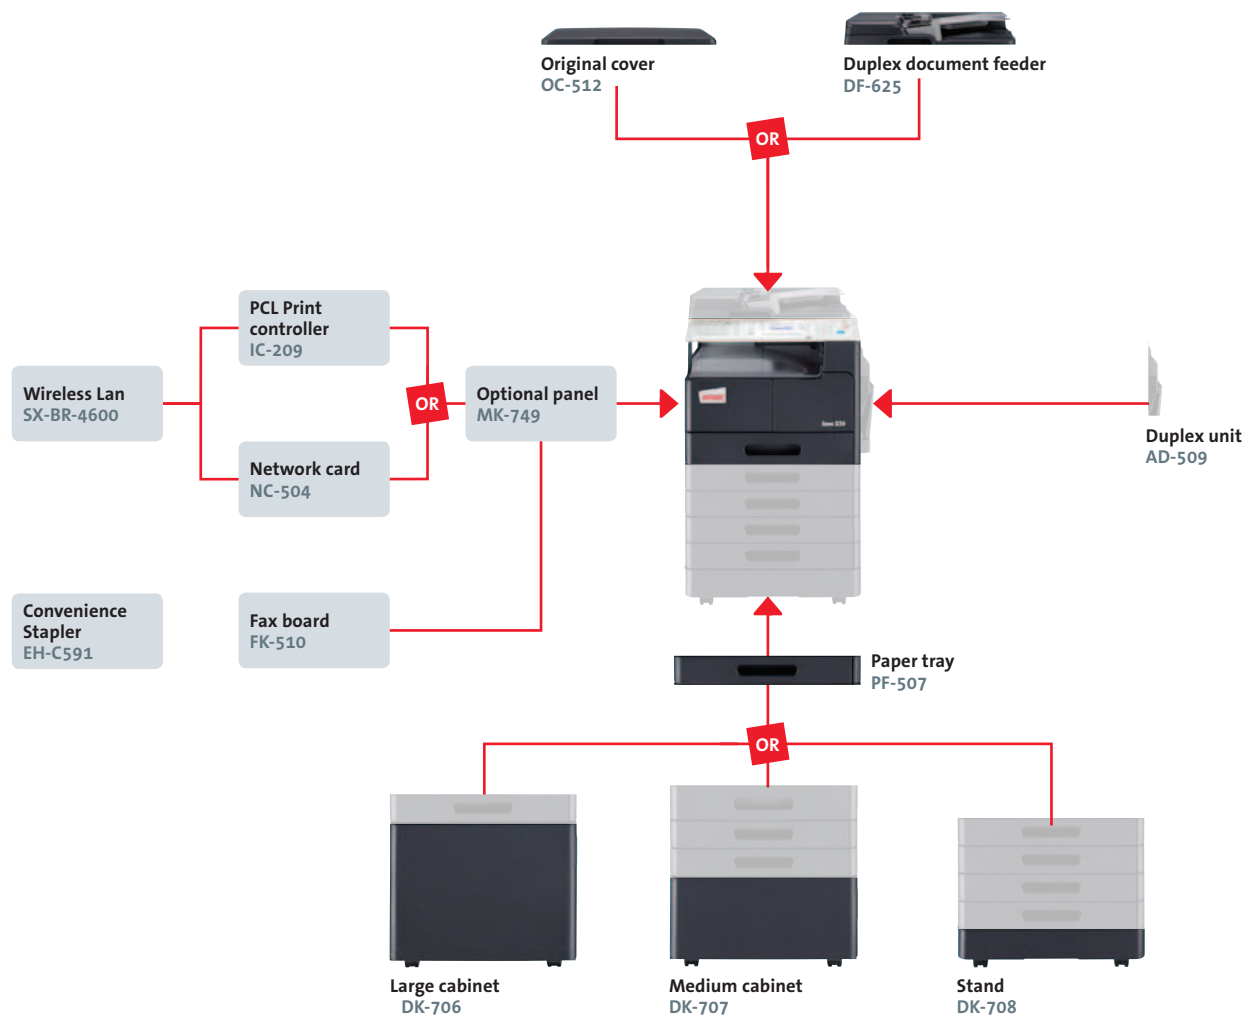 Original cover
OC-512
Duplex document feeder
DF-625
OR
PCL Print
controller
IC-209
Wireless Lan
SX-BR-4600
OR
Optional panel
MK-749
Network card
NC-504
Duplex unit
AD-509
Convenience
Stapler
EH-C591
Fax board
FK-510
Paper tray
PF-507
OR
Large cabinet
DK-706
Medium cabinet
DK-707
Stand
DK-708